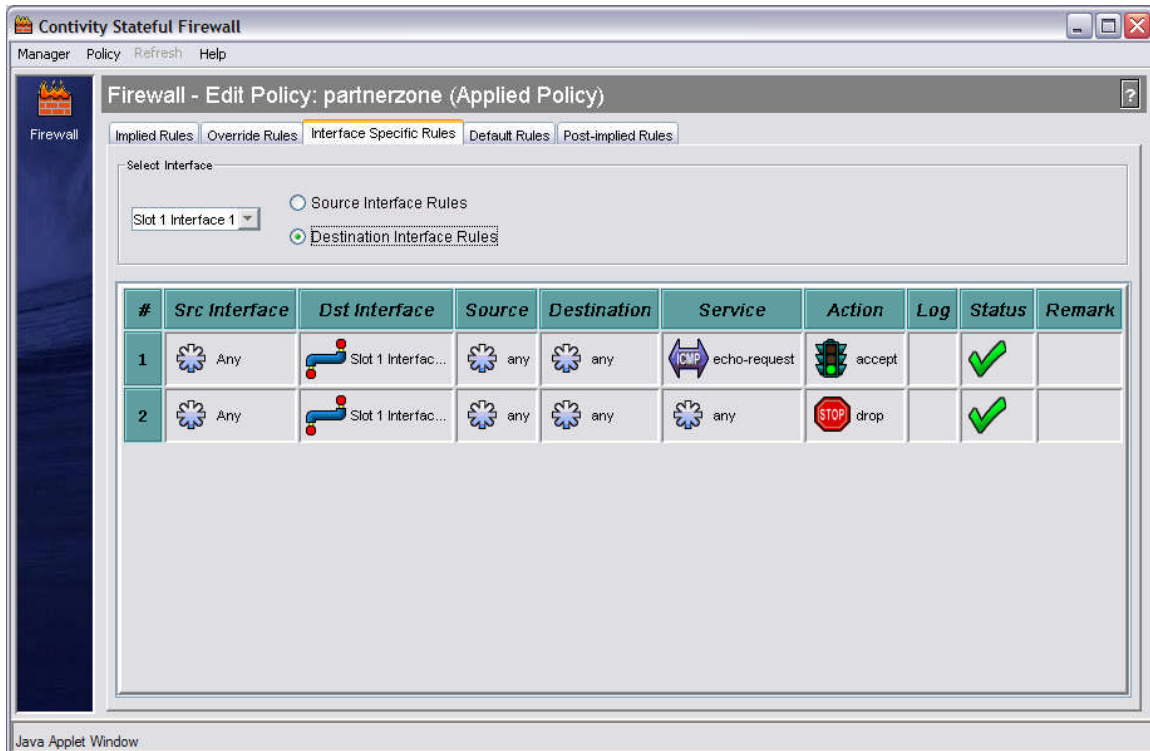 Contivity Stateful Firewall
Manager Policy Refresh Help
Firewall
Firewall - Edit Policy: partnerzone (Applied Policy)
?
Implied Rules Override Rules Interface Specific Rules Default Rules Post-implied Rules
Select Interface
Slot 1 Interface 1
Source Interface Rules
Destination Interface Rules
# Src Interface Dst Interface Source Destination Service Action Log Status Remark
1 Any Slot 1 Interfac... any any ICMP echo-request accept
2 Any Slot 1 Interfac... any any any STOP drop
Java Applet Window